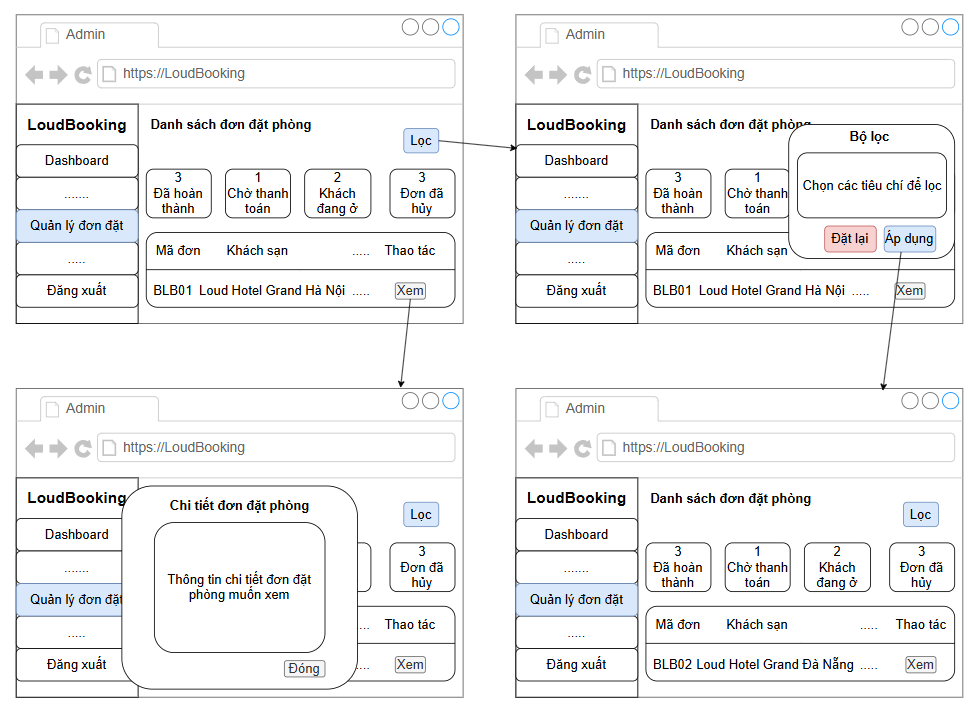 Admin
https://LoudBooking
LoudBooking
Dashboard
.......
Quản lý đơn đặt
.....
Đăng xuất
Danh sách đơn đặt phòng
Lọc
3
Đã hoàn
thành
1
Chờ thanh
toán
2
Khách
đang ở
3
Đơn đã
hủy
Mã đơn Khách sạn ..... Thao tác
BLB01 Loud Hotel Grand Hà Nội ..... Xem
Admin
https://LoudBooking
LoudBooking
Dashboard
.......
Quản lý đơn đặt
.....
Đăng xuất
Danh sách đơn đặt phòng
3
Đã hoàn
thành
1
Chờ thanh
toán
Bộ lọc
Chọn các tiêu chí để lọc
Đặt lại
Áp dụng
Mã đơn Khách sạn
BLB01 Loud Hotel Grand Hà Nội ..... Xem
Admin
https://LoudBooking
LoudBooking
Dashboard
.......
Quản lý đơn đặt
.....
Đăng xuất
Chi tiết đơn đặt phòng
Thông tin chi tiết đơn đặt
phòng muốn xem
Đóng
Lọc
3
Đơn đã
hủy
.... Thao tác
.... Xem
Admin
https://LoudBooking
LoudBooking
Dashboard
.......
Quản lý đơn đặt
.....
Đăng xuất
Danh sách đơn đặt phòng
Lọc
3
Đã hoàn
thành
1
Chờ thanh
toán
2
Khách
đang ở
3
Đơn đã
hủy
Mã đơn Khách sạn ..... Thao tác
BLB02 Loud Hotel Grand Đà Nẵng ..... Xem